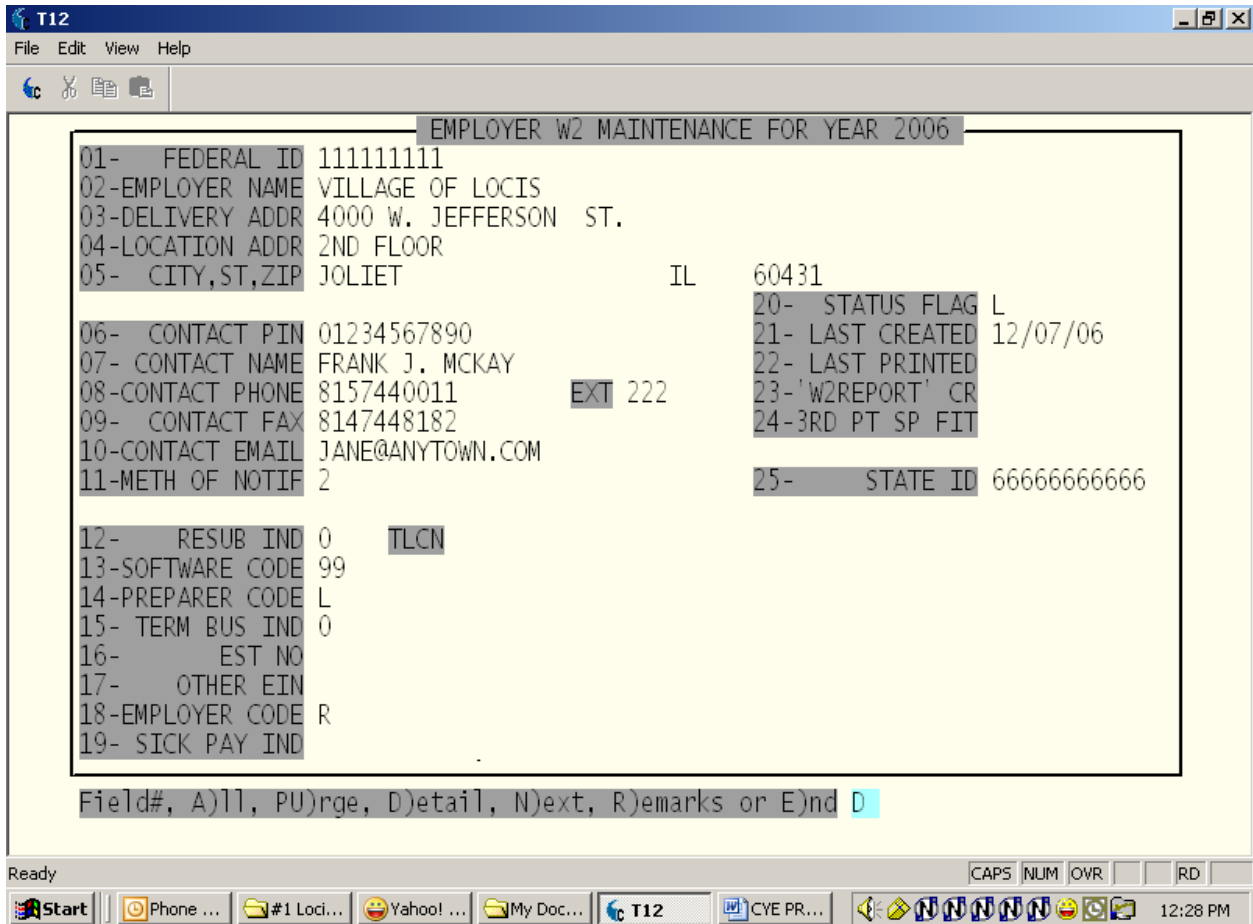 T12
File Edit View Help
EMPLOYER W2 MAINTENANCE FOR YEAR 2006
01- FEDERAL ID 111111111
02-EMPLOYER NAME VILLAGE OF LOCIS
03-DELIVERY ADDR 4000 W. JEFFERSON ST.
04-LOCATION ADDR 2ND FLOOR
05- CITY,ST,ZIP JOLIET IL 60431
20- STATUS FLAG L
06- CONTACT PIN 01234567890 21- LAST CREATED 12/07/06
07- CONTACT NAME FRANK J. MCKAY 22- LAST PRINTED
08-CONTACT PHONE 8157440011 EXT 222 23-'W2REPORT' CR
09- CONTACT FAX 8147448182 24-3RD PT SP FIT
10-CONTACT EMAIL JANE@ANYTOWN.COM
11-METH OF NOTIF 2 25- STATE ID 66666666666
12- RESUB IND 0 TLCN
13-SOFTWARE CODE 99
14-PREPARER CODE L
15- TERM BUS IND 0
16- EST NO
17- OTHER EIN
18-EMPLOYER CODE R
19- SICK PAY IND
Field#, A)ll, PU)rge, D)etail, N)ext, R)emarks or E)nd D
Ready CAPS NUM OVR RD
Start Phone ... #1 Loci... Yahoo! ... My Doc... T12 CYE PR... 12:28 PM